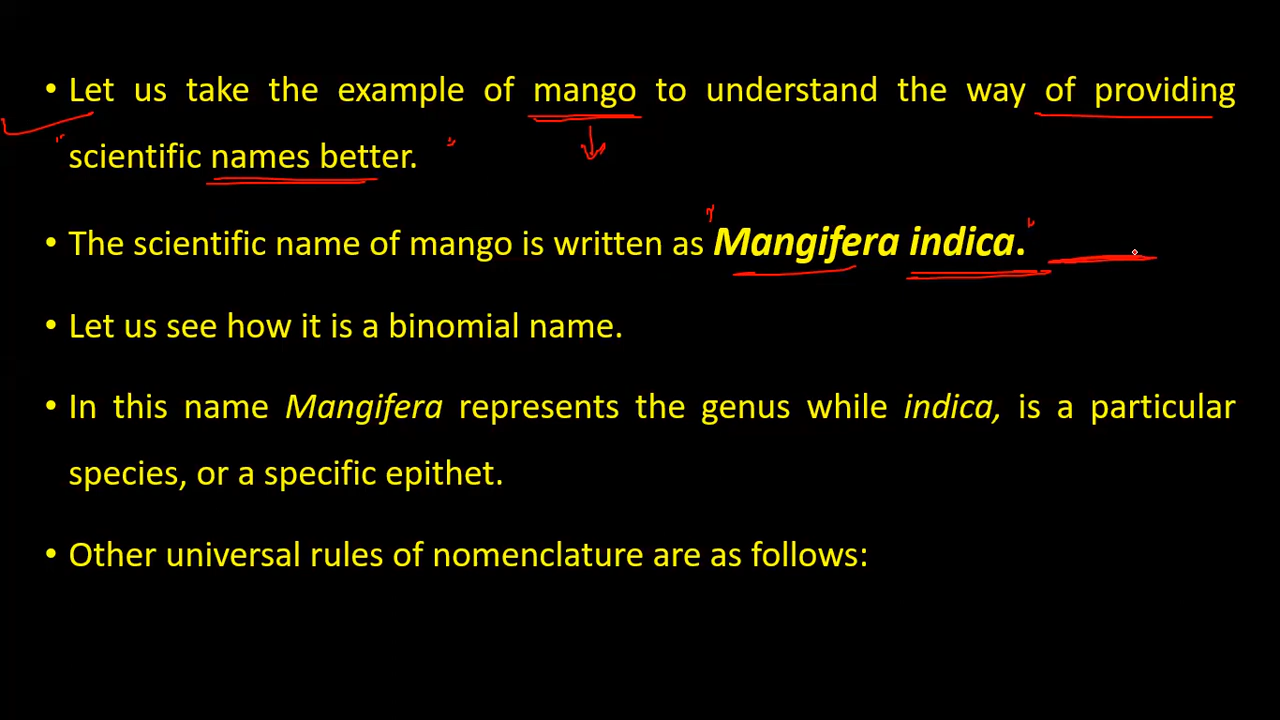 • Let us take the example of mango to understand the way of providing
scientific names better.
• The scientific name of mango is written as Mangifera indica.
• Let us see how it is a binomial name.
• In this name Mangifera represents the genus while indica, is a particular
species, or a specific epithet.
• Other universal rules of nomenclature are as follows: